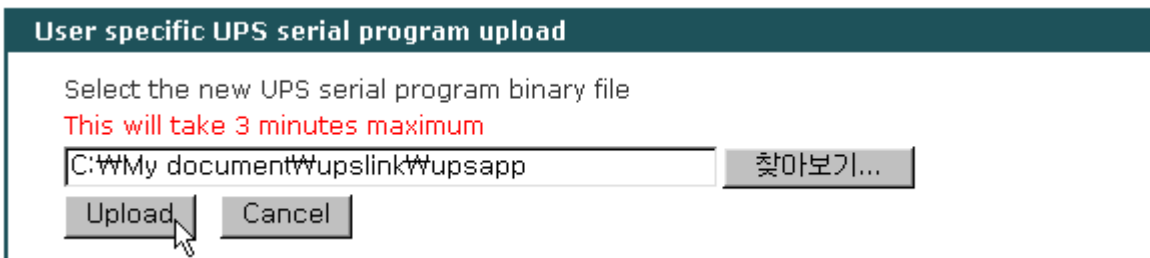 User specific UPS serial program upload
Select the new UPS serial program binary file
This will take 3 minutes maximum
C:₩My document₩upslink₩upsapp 찾아보기...
Upload Cancel